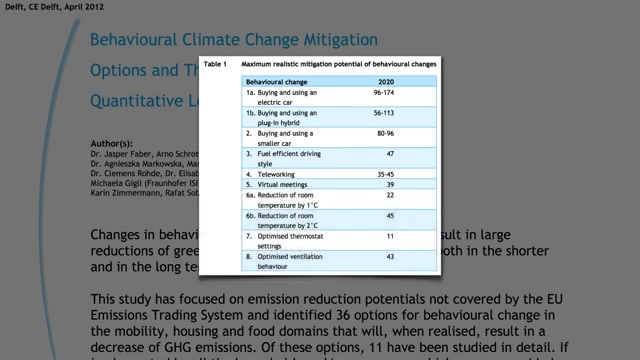 Delft, CE Delft, April 2012
Behavioural Climate Change Mitigation
Options and Th
Quantitative Le
Author(s):
Dr. Jasper Faber, Arno Schrot
Dr. Agnieszka Markowska, Ma
Dr. Clemens Rohde, Dr. Elisab
Michaela Gigli (Fraunhofer ISI
Karin Zimmermann, Rafat Sob
Table 1 Maximum realistic mitigation potential of behavioural changes
Behavioural change 2020
1a. Buying and using an 96-174
electric car
1b. Buying and using an 56-113
plug-in hybrid
2. Buying and using a 80-96
smaller car
3. Fuel efficient driving 47
style
4. Teleworking 35-45
5. Virtual meetings 39
6a. Reduction of room 22
temperature by 1°C
6b. Reduction of room 45
temperature by 2°C
7. Optimised thermostat 11
settings
8. Optimised ventilation 43
behaviour
Changes in behavi sult in large
reductions of gree both in the shorter
and in the long te
This study has focused on emission reduction potentials not covered by the EU
Emissions Trading System and identified 36 options for behavioural change in
the mobility, housing and food domains that will, when realised, result in a
decrease of GHG emissions. Of these options, 11 have been studied in detail. If